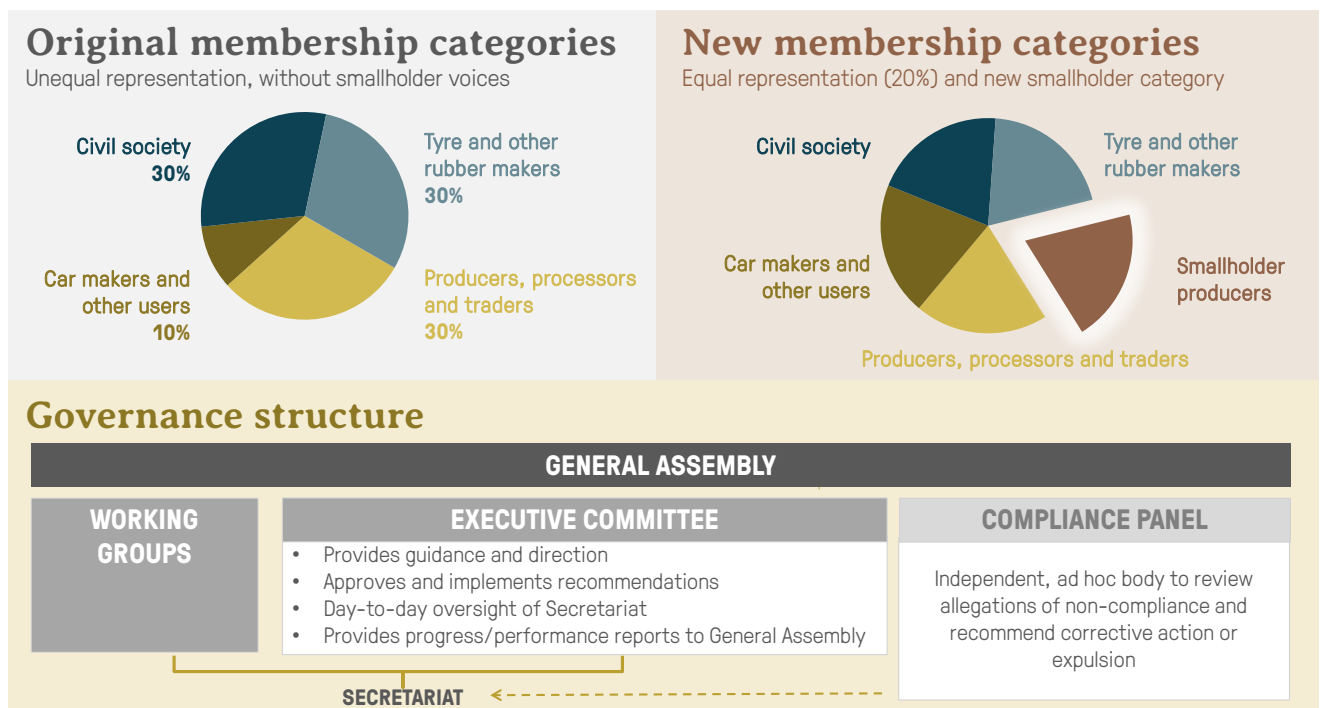 Original membership categories
Unequal representation, without smallholder voices
Civil society
30%
Tyre and other
rubber makers
30%
Car makers and
other users
10%
Producers, processors
and traders
30%
New membership categories
Equal representation (20%) and new smallholder category
Civil society
Tyre and other
rubber makers
Car makers and
other users
Smallholder
producers
Producers, processors and traders
Governance structure
GENERAL ASSEMBLY
WORKING
GROUPS
EXECUTIVE COMMITTEE
• Provides guidance and direction
• Approves and implements recommendations
• Day-to-day oversight of Secretariat
• Provides progress/performance reports to General Assembly
COMPLIANCE PANEL
Independent, ad hoc body to review
allegations of non-compliance and
recommend corrective action or
expulsion
SECRETARIAT